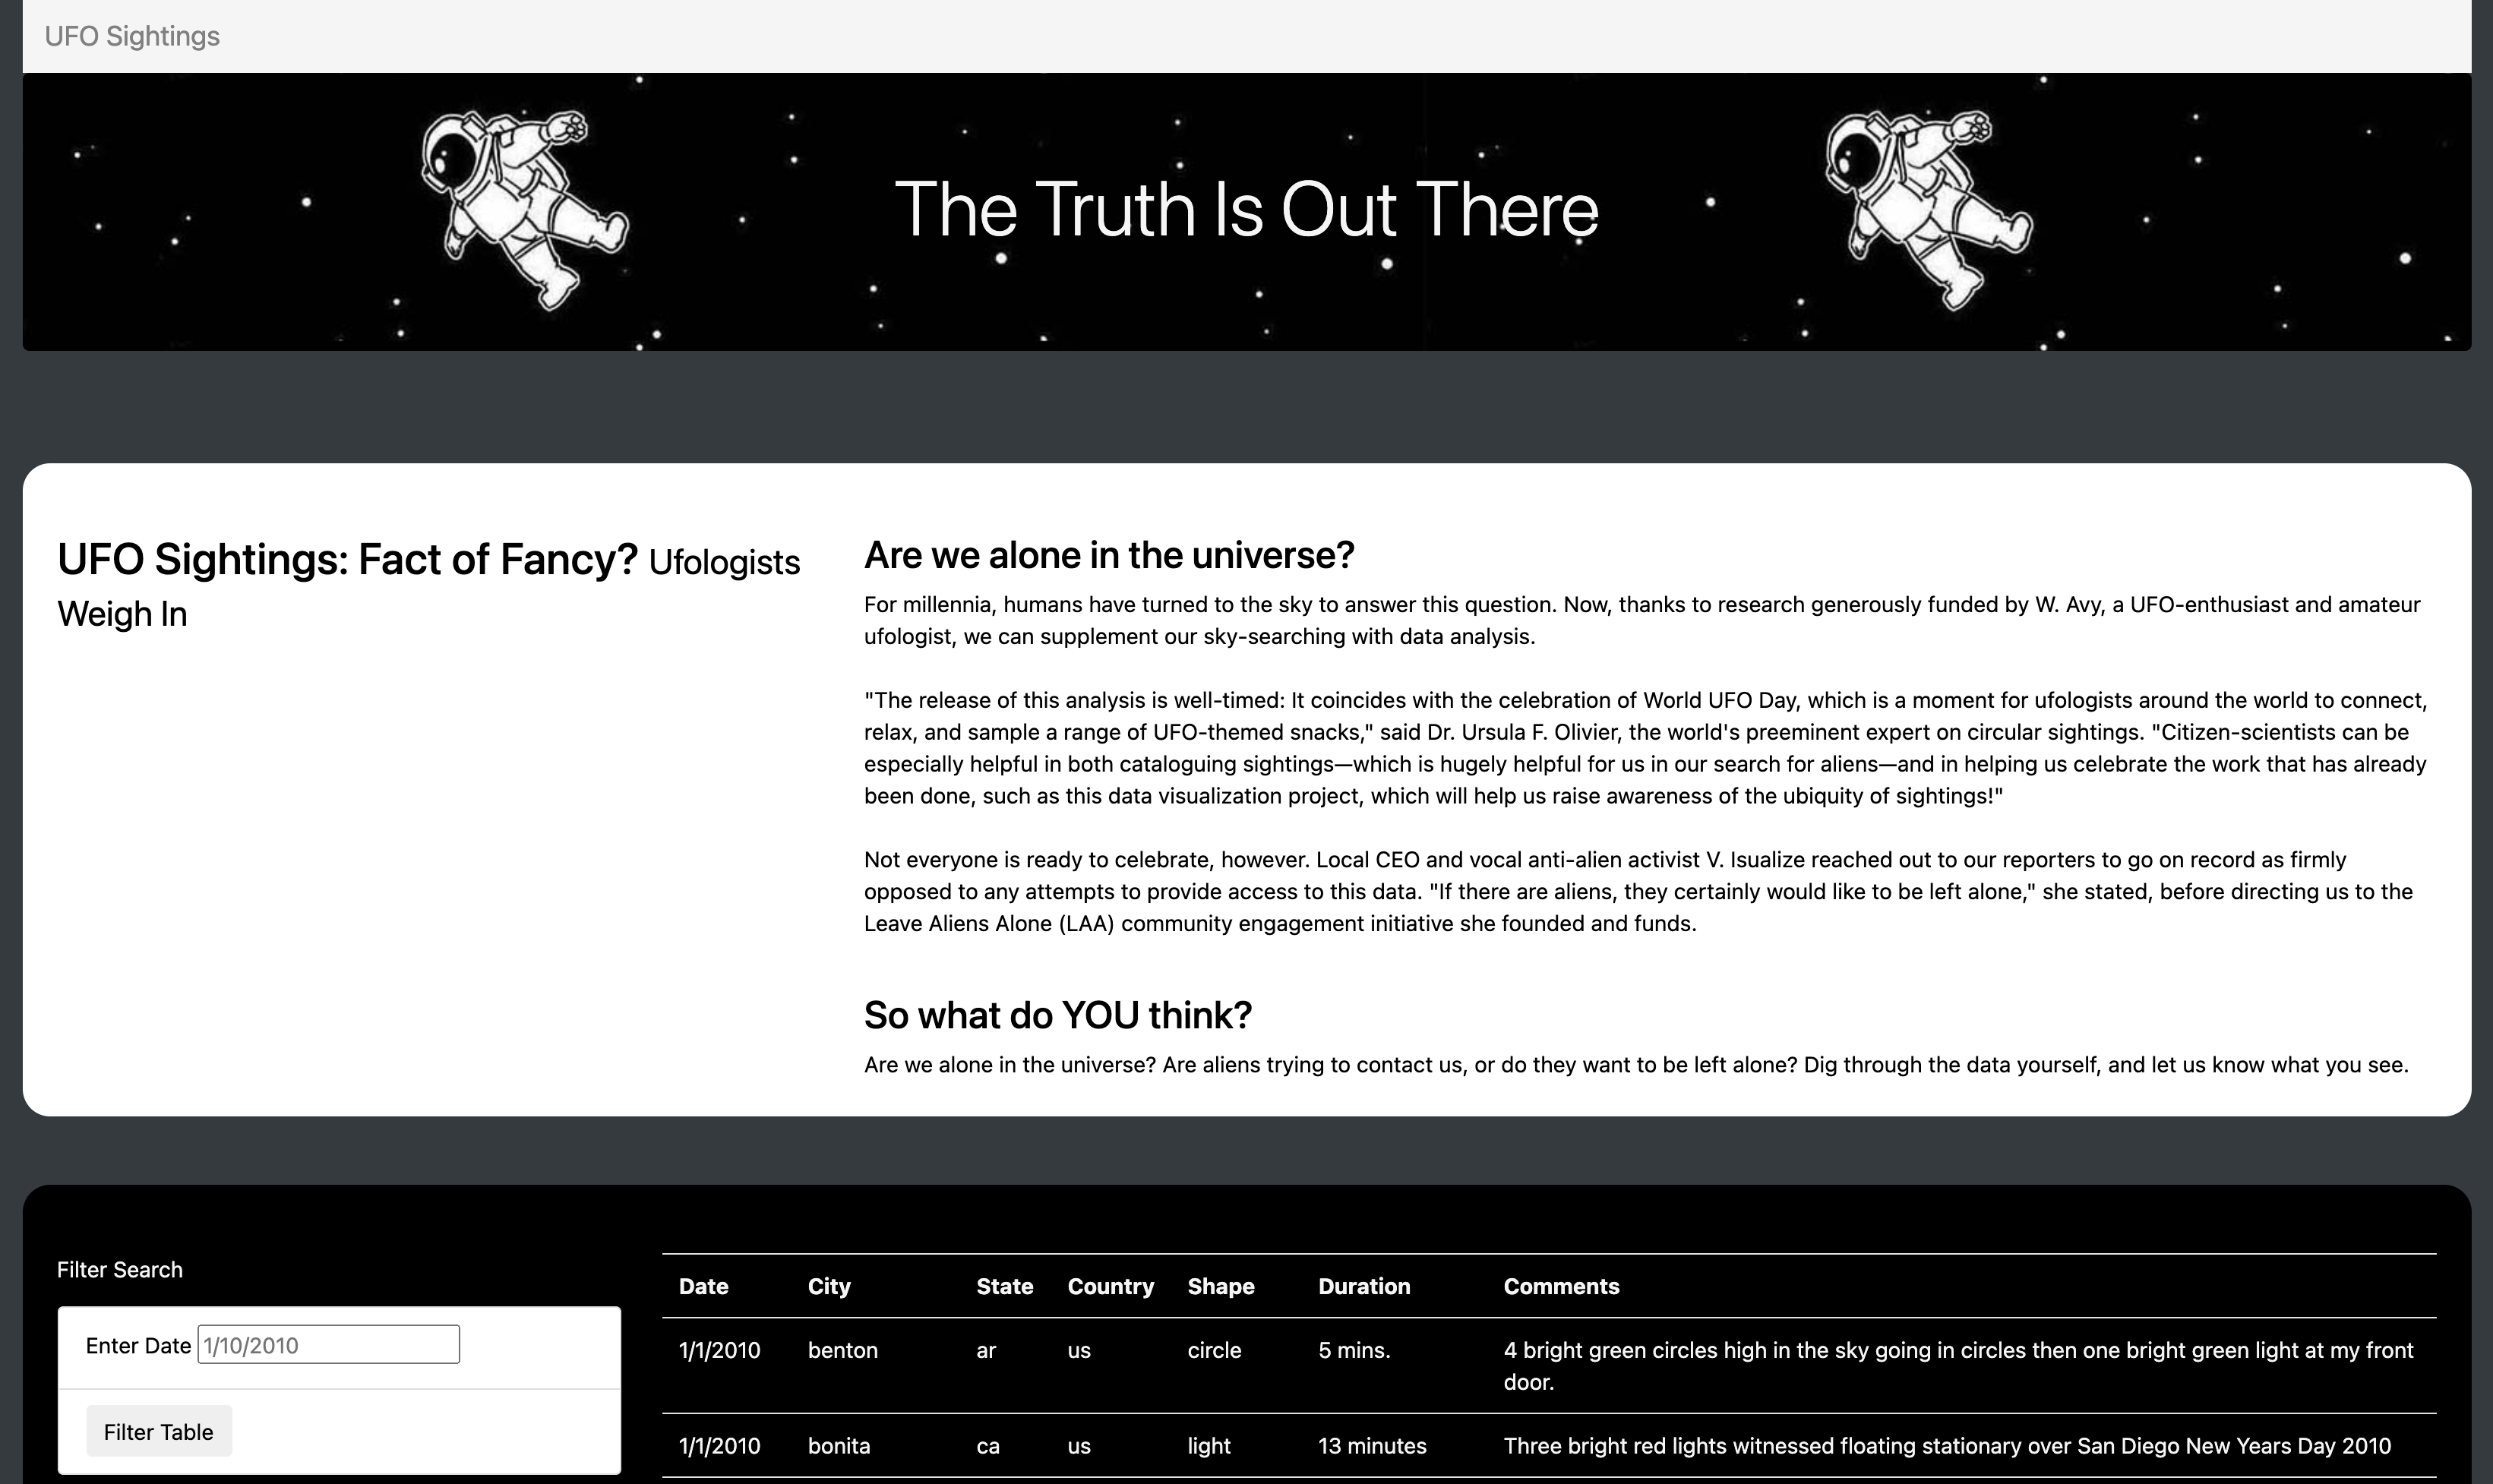 UFO Sightings
The Truth Is Out There
UFO Sightings: Fact of Fancy? Ufologists
Weigh In
Are we alone in the universe?
For millennia, humans have turned to the sky to answer this question. Now, thanks to research generously funded by W. Avy, a UFO-enthusiast and amateur
ufologist, we can supplement our sky-searching with data analysis.
"The release of this analysis is well-timed: It coincides with the celebration of World UFO Day, which is a moment for ufologists around the world to connect,
relax, and sample a range of UFO-themed snacks," said Dr. Ursula F. Olivier, the world's preeminent expert on circular sightings. "Citizen-scientists can be
especially helpful in both cataloguing sightings—which is hugely helpful for us in our search for aliens—and in helping us celebrate the work that has already
been done, such as this data visualization project, which will help us raise awareness of the ubiquity of sightings!"
Not everyone is ready to celebrate, however. Local CEO and vocal anti-alien activist V. Isualize reached out to our reporters to go on record as firmly
opposed to any attempts to provide access to this data. "If there are aliens, they certainly would like to be left alone," she stated, before directing us to the
Leave Aliens Alone (LAA) community engagement initiative she founded and funds.
So what do YOU think?
Are we alone in the universe? Are aliens trying to contact us, or do they want to be left alone? Dig through the data yourself, and let us know what you see.
Filter Search
Enter Date 1/10/2010
Filter Table
Date City State Country Shape Duration Comments
1/1/2010 benton ar us circle 5 mins. 4 bright green circles high in the sky going in circles then one bright green light at my front
door.
1/1/2010 bonita ca us light 13 minutes Three bright red lights witnessed floating stationary over San Diego New Years Day 2010